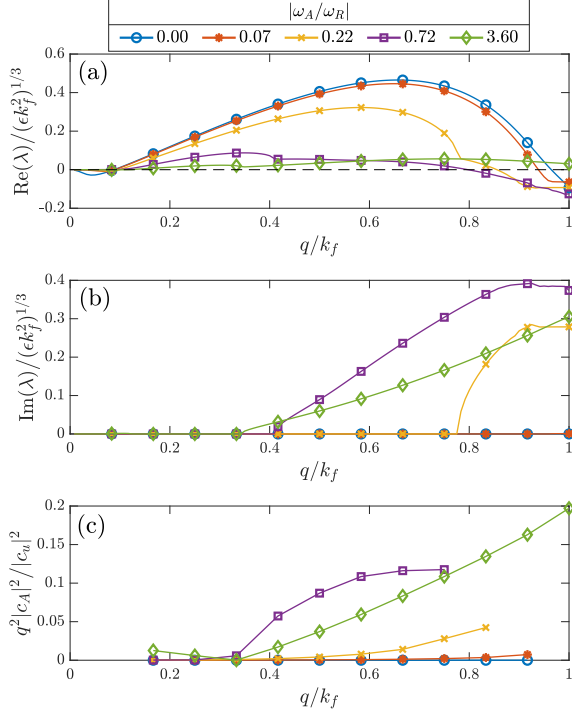 |ω_A/ω_R|
0.00 0.07 0.22 0.72 3.60
(a)
Re(λ)/(ϵk_f^2)^{1/3}
0.6
0.4
0.2
0
-0.2
0 0.2 0.4 0.6 0.8 1
q/k_f
(b)
Im(λ)/(ϵk_f^2)^{1/3}
0.4
0.3
0.2
0.1
0
0 0.2 0.4 0.6 0.8 1
q/k_f
(c)
q^2|c_A|^2/|c_u|^2
0.2
0.15
0.1
0.05
0
0 0.2 0.4 0.6 0.8 1
q/k_f